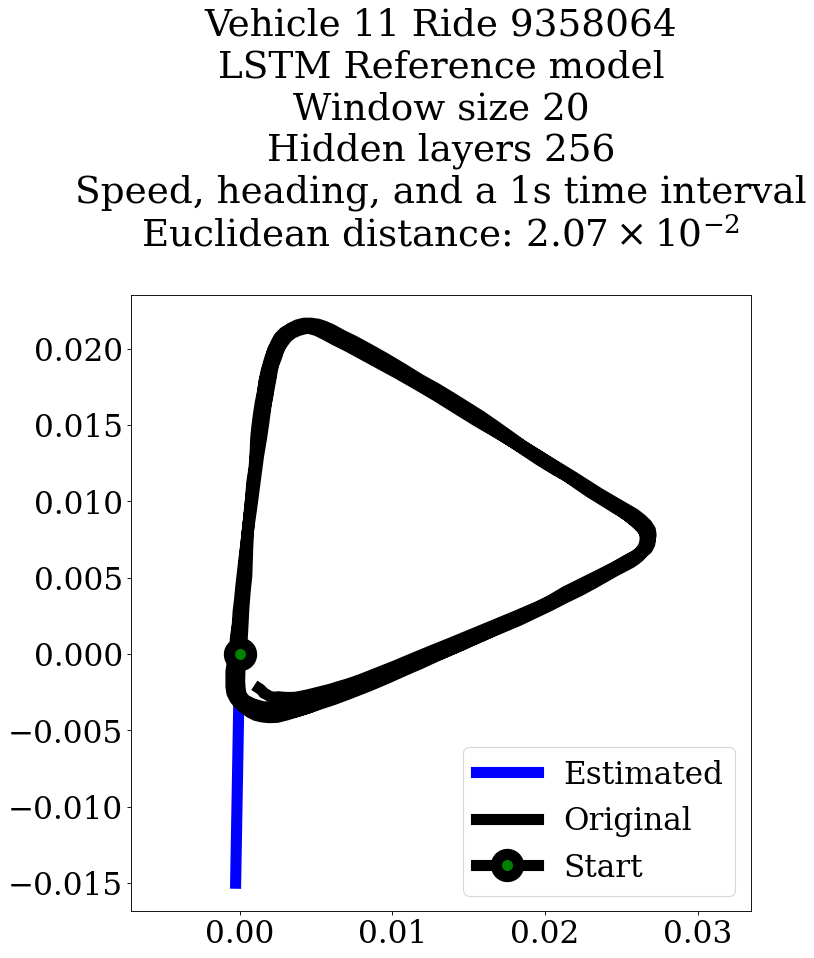 Vehicle 11 Ride 9358064
LSTM Reference model
Window size 20
Hidden layers 256
Speed, heading, and a 1s time interval
Euclidean distance: 2.07 × 10⁻²
0.020
0.015
0.010
0.005
0.000
−0.005
−0.010
−0.015
Estimated
Original
Start
0.00 0.01 0.02 0.03